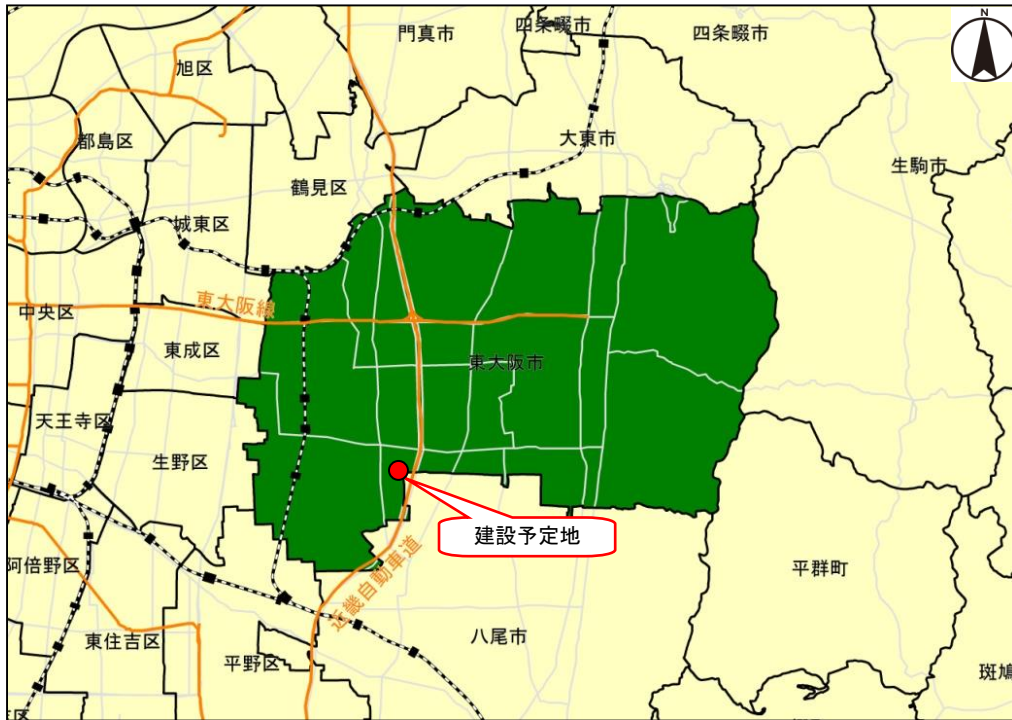 N
門真市
四条畷市
四条畷市
旭区
都島区
大東市
生駒市
鶴見区
城東区
東大阪線
中央区
東成区
東大阪市
天王寺区
生野区
建設予定地
阿倍野区
近畿自動車道
平群町
東住吉区
平野区
八尾市
斑鳩